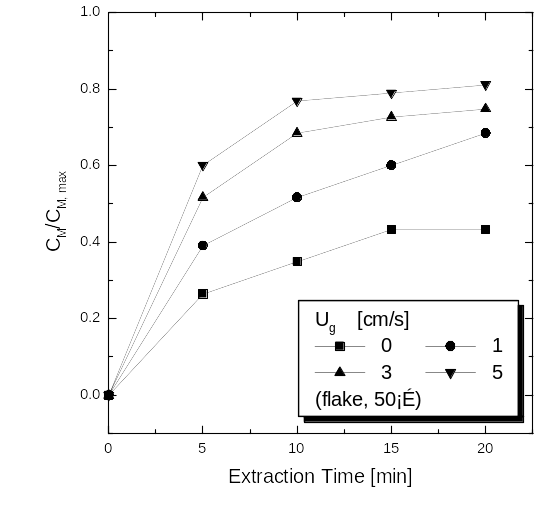 1.0
0.8
0.6
0.4
0.2
0.0
C_M/C_M, max
0 5 10 15 20
Extraction Time [min]
U_g [cm/s]
0 1
3 5
(flake, 50¡É)